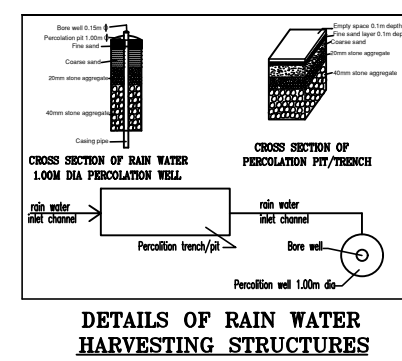 Bore well 0.15m ϕ
Percolation pit 1.00m ϕ
Fine sand
Coarse sand
20mm stone aggregate
40mm stone aggregate
Casing pipe
CROSS SECTION OF RAIN WATER
1.00M DIA PERCOLATION WELL
Empty space 0.1m depth
Fine sand layer 0.1m dep
Coarse sand
20mm stone aggregate
40mm stone aggregate
CROSS SECTION OF
PERCOLATION PIT/TRENCH
rain water
inlet channel
rain water
inlet channel
Percolition trench/pit
Bore well
Percolition well 1.00m dia
DETAILS OF RAIN WATER
HARVESTING STRUCTURES